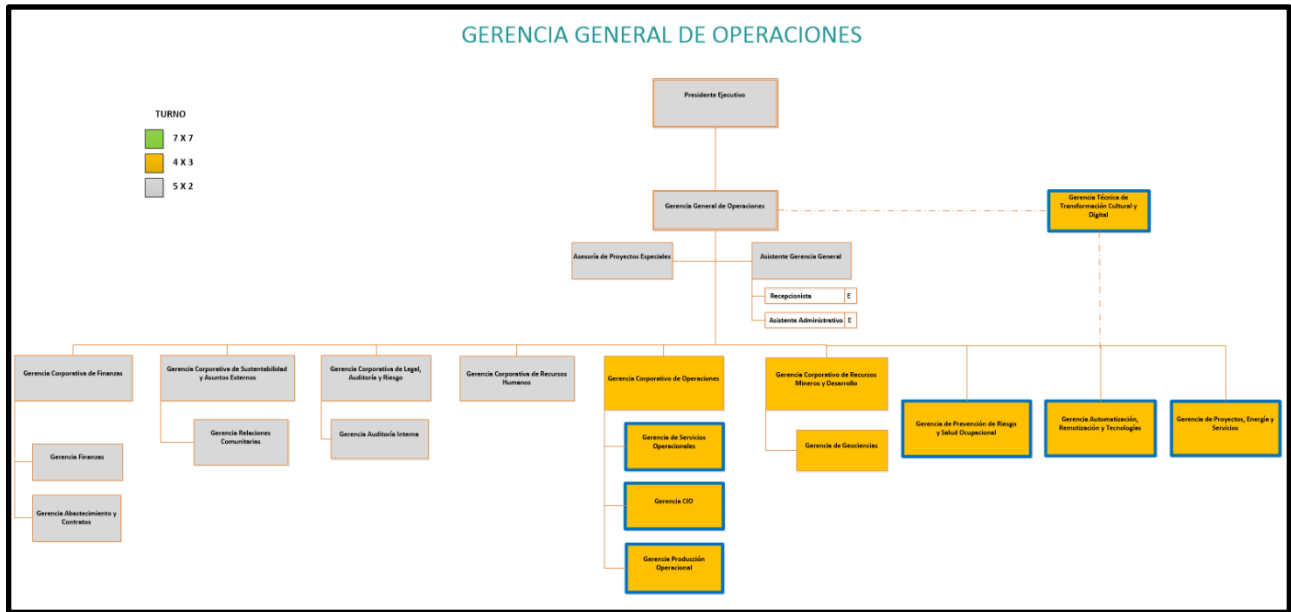 GERENCIA GENERAL DE OPERACIONES
Presidente Ejecutivo
TURNO
7 X 7
4 X 3
5 X 2
Gerencia General de Operaciones
Gerencia Técnica de
Transformación Cultural y
Digital
Asesoría de Proyectos Especiales
Asistente Gerencia General
Recepcionista E
Asistente Administrativo E
Gerencia Corporativa de Finanzas
Gerencia Corporativa de Sustentabilidad
y Asuntos Externos
Gerencia Corporativa de Legal,
Auditoría y Riesgo
Gerencia Corporativa de Recursos
Humanos
Gerencia Corporativo de Operaciones
Gerencia Corporativo de Recursos
Mineros y Desarrollo
Gerencia Relaciones
Comunitarias
Gerencia Auditoría Interna
Gerencia de Servicios
Operacionales
Gerencia de Geociencias
Gerencia de Prevención de Riesgo
y Salud Ocupacional
Gerencia Automatización,
Remotización y Tecnologías
Gerencia de Proyectos, Energía y
Servicios
Gerencia Finanzas
Gerencia Abastecimiento y
Contratos
Gerencia CIO
Gerencia Producción
Operacional